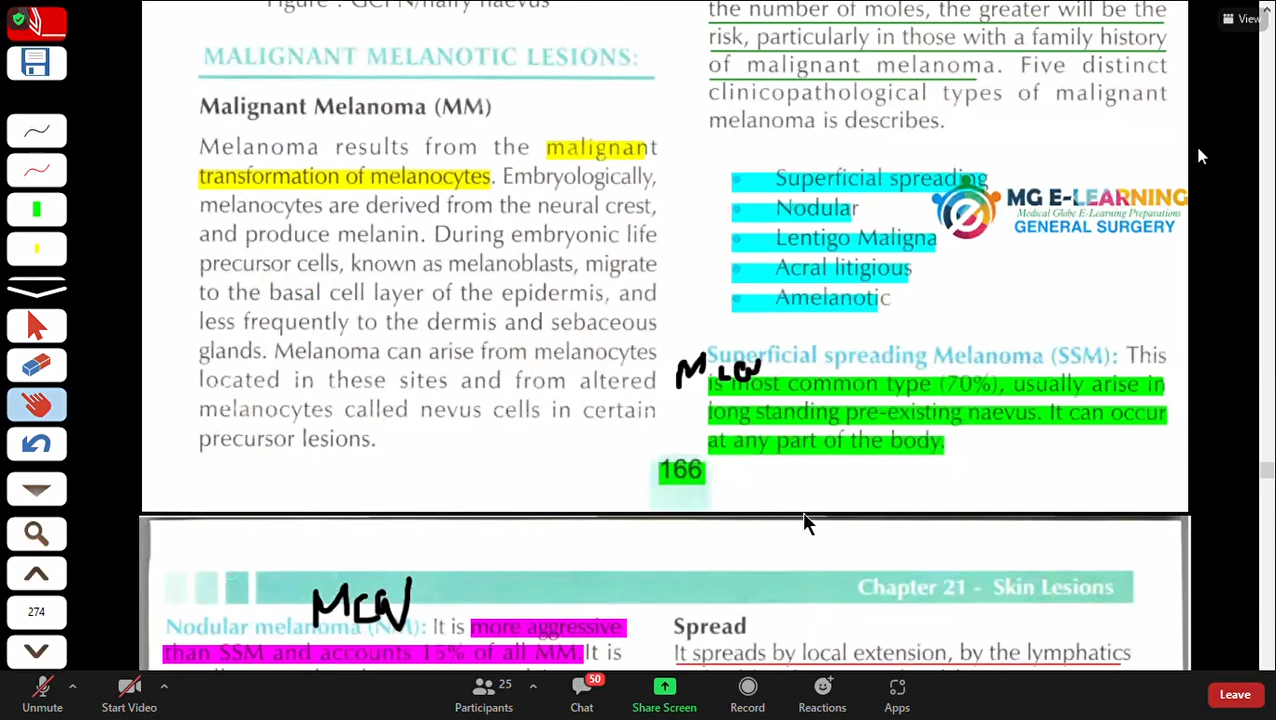 View
MALIGNANT MELANOTIC LESIONS:
Malignant Melanoma (MM)
Melanoma results from the malignant
transformation of melanocytes. Embryologically,
melanocytes are derived from the neural crest,
and produce melanin. During embryonic life
precursor cells, known as melanoblasts, migrate
to the basal cell layer of the epidermis, and
less frequently to the dermis and sebaceous
glands. Melanoma can arise from melanocytes
located in these sites and from altered
melanocytes called nevus cells in certain
precursor lesions.
the number of moles, the greater will be the
risk, particularly in those with a family history
of malignant melanoma. Five distinct
clinicopathological types of malignant
melanoma is describes.
Superficial spreading
Nodular
Lentigo Maligna
Acral litigious
Amelanotic
MG E-LEARNING
Medical Globe E-Learning Preparations
GENERAL SURGERY
Superficial spreading Melanoma (SSM): This
is most common type (70%), usually arise in
long standing pre-existing naevus. It can occur
at any part of the body.
166
Chapter 21 - Skin Lesions
Nodular melanoma (NM): It is more aggressive
than SSM and accounts 15% of all MM. It is
Spread
It spreads by local extension, by the lymphatics
274
Unmute
Start Video
25
Participants
50
Chat
Share Screen
Record
Reactions
Apps
Leave